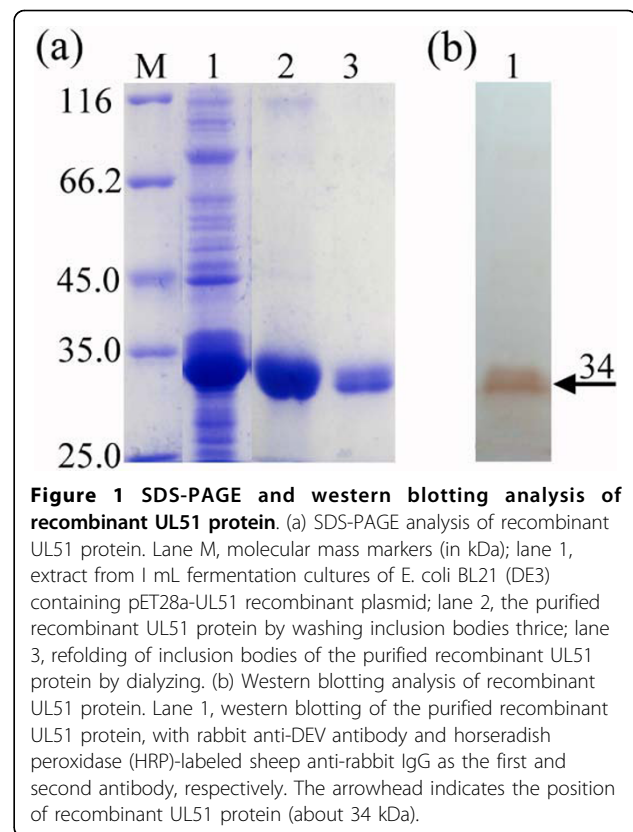 (a)
(b)
M 1 2 3
1
116
66.2
45.0
35.0
25.0
34
Figure 1 SDS-PAGE and western blotting analysis of
recombinant UL51 protein. (a) SDS-PAGE analysis of recombinant
UL51 protein. Lane M, molecular mass markers (in kDa); lane 1,
extract from l mL fermentation cultures of E. coli BL21 (DE3)
containing pET28a-UL51 recombinant plasmid; lane 2, the purified
recombinant UL51 protein by washing inclusion bodies thrice; lane
3, refolding of inclusion bodies of the purified recombinant UL51
protein by dialyzing. (b) Western blotting analysis of recombinant
UL51 protein. Lane 1, western blotting of the purified recombinant
UL51 protein, with rabbit anti-DEV antibody and horseradish
peroxidase (HRP)-labeled sheep anti-rabbit IgG as the first and
second antibody, respectively. The arrowhead indicates the position
of recombinant UL51 protein (about 34 kDa).